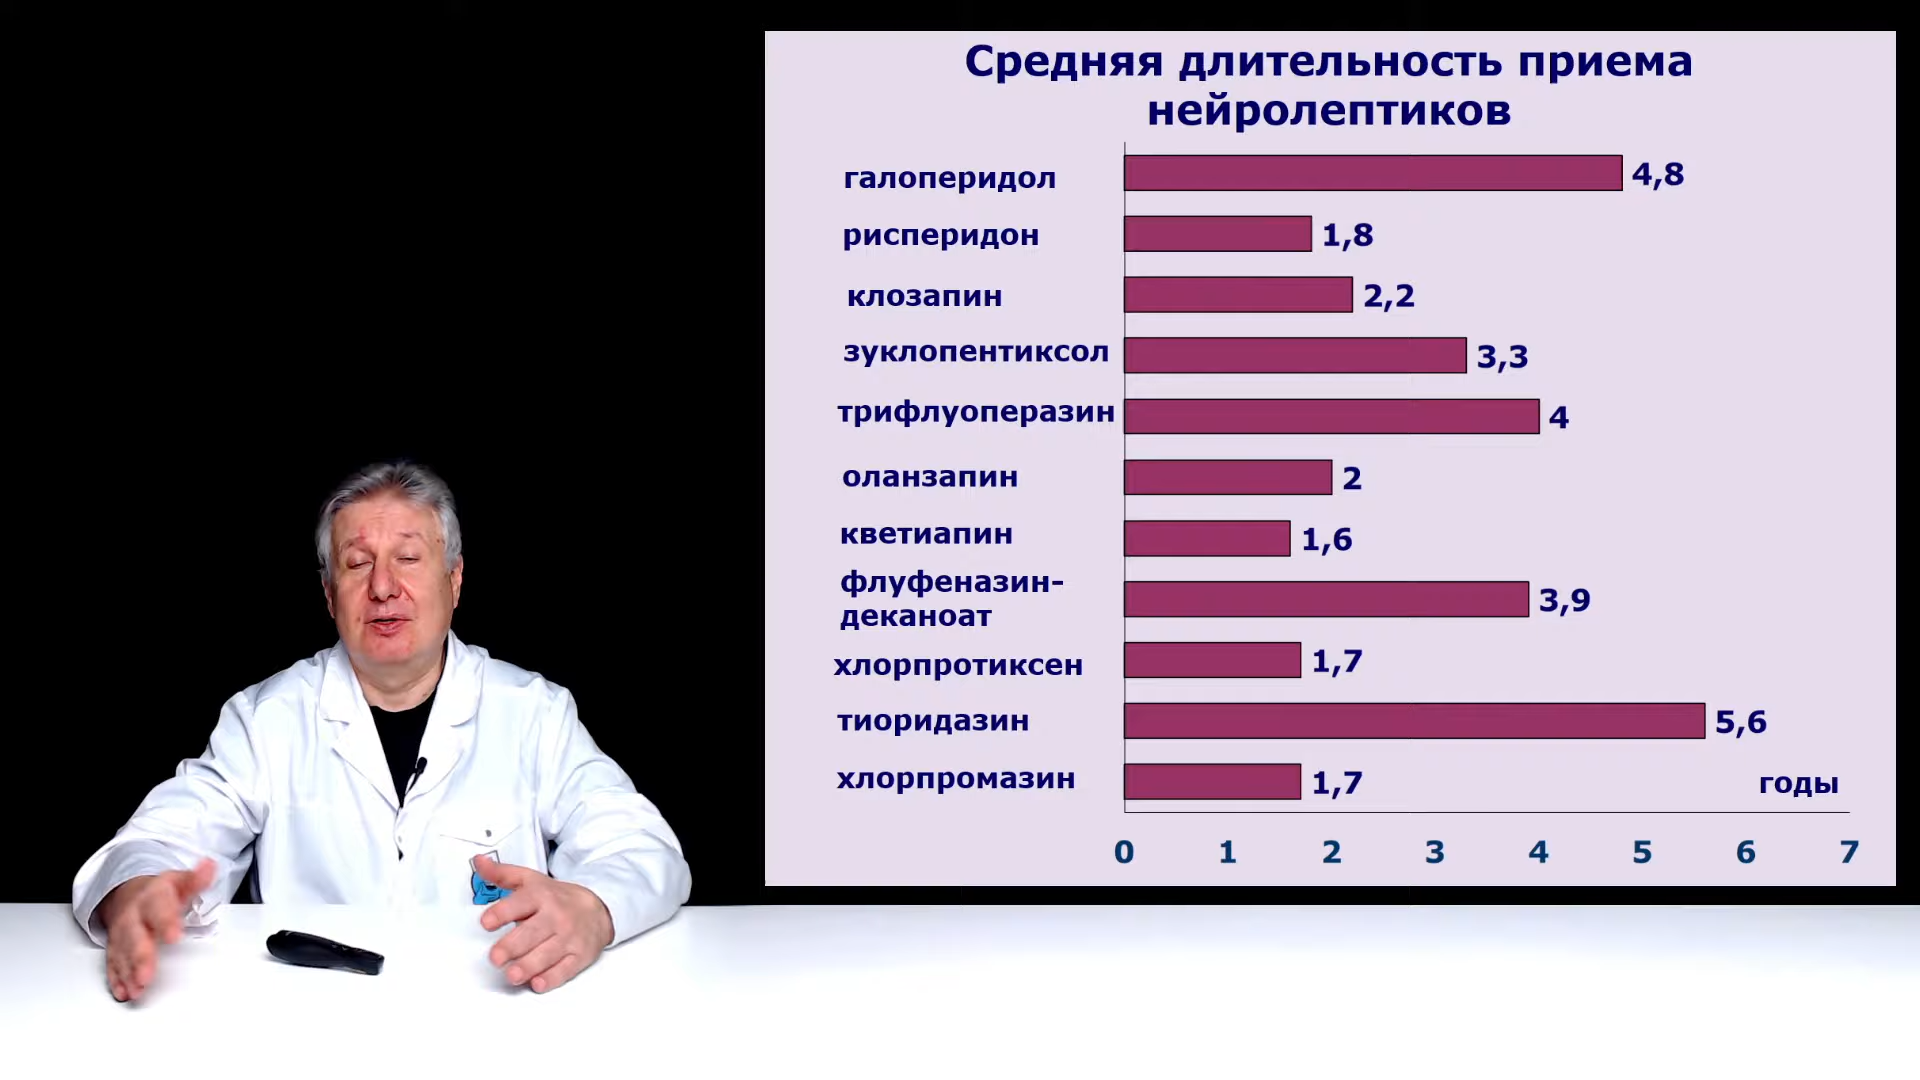 Средняя длительность приема
нейролептиков
галоперидол 4,8
рисперидон 1,8
клозапин 2,2
зуклопентиксол 3,3
трифлуоперазин 4
оланзапин 2
кветиапин 1,6
флуфеназин-
деканоат 3,9
хлорпротиксен 1,7
тиоридазин 5,6
хлорпромазин 1,7
годы
0 1 2 3 4 5 6 7